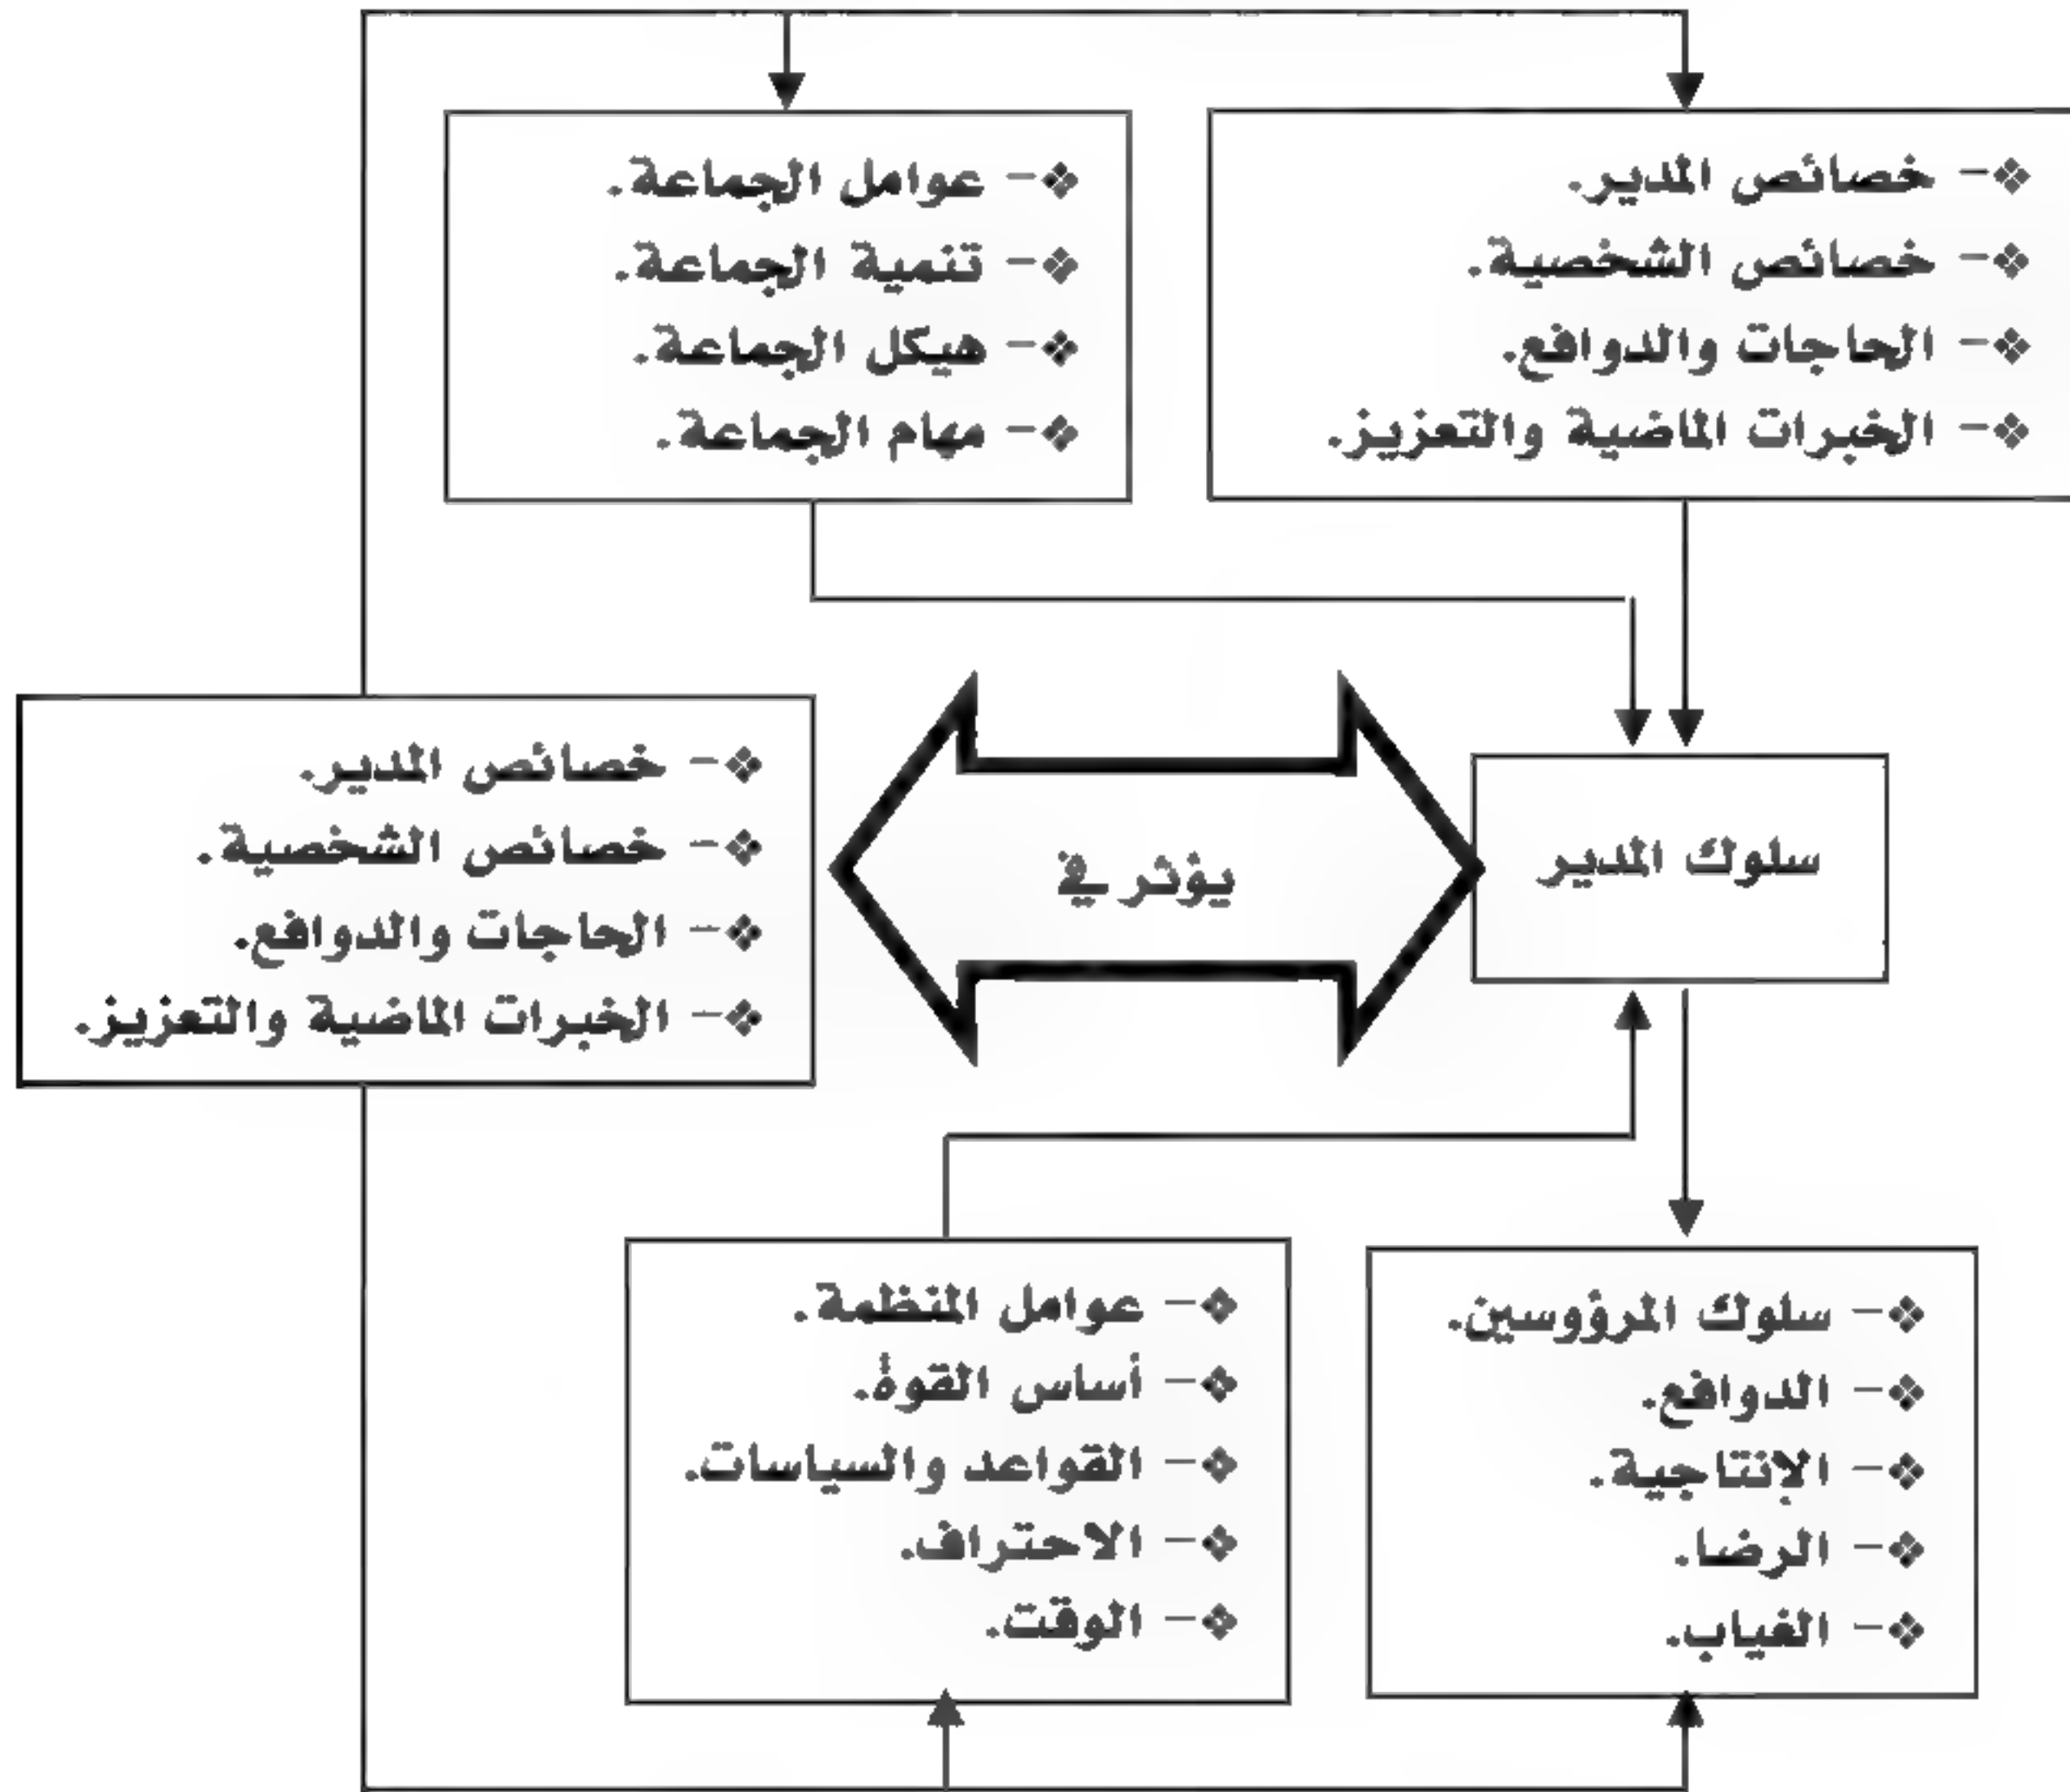 ❖- خصائص المدير.
❖- خصائص الشخصية.
❖- الحاجات والدوافع.
❖- الخبرات الماضية والتعزيز.
❖- عوامل الجماعة.
❖- تنمية الجماعة.
❖- هيكل الجماعة.
❖- مهام الجماعة.
سلوك المدير
يؤثر في
❖- خصائص المدير.
❖- خصائص الشخصية.
❖- الحاجات والدوافع.
❖- الخبرات الماضية والتعزيز.
❖- سلوك المرؤوسين.
❖- الدوافع.
❖- الإنتاجية.
❖- الرضا.
❖- الغياب.
❖- عوامل المنظمة.
❖- أساس القوة.
❖- القواعد والسياسات.
❖- الاحتراف.
❖- الوقت.